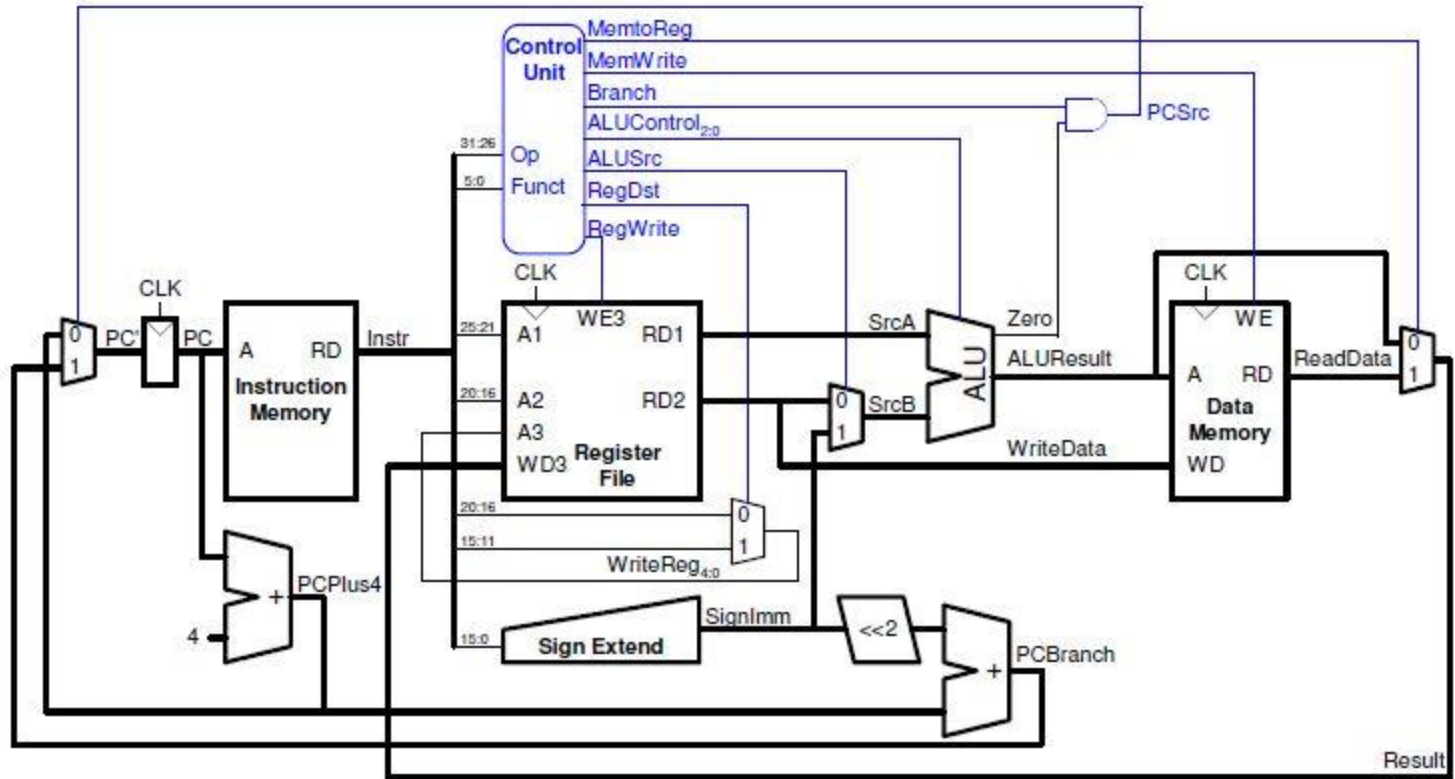 MemtoReg
Control
Unit
MemWrite
Branch
PCSrc
ALUControl2:0
31:26
Op
ALUSrc
5:0
Funct
RegDst
RegWrite
CLK
CLK
CLK
0
1
PC'
PC
A
RD
Instruction
Memory
Instr
25:21
A1
WE3
RD1
SrcA
Zero
WE
20:16
A2
RD2
0
1
SrcB
ALU
ALUResult
A
RD
ReadData
0
1
A3
WD3
Register
File
Data
Memory
WriteData
WD
20:16
0
15:11
1
WriteReg4:0
+
PCPlus4
4
15:0
Sign Extend
SignImm
<<2
+
PCBranch
Result